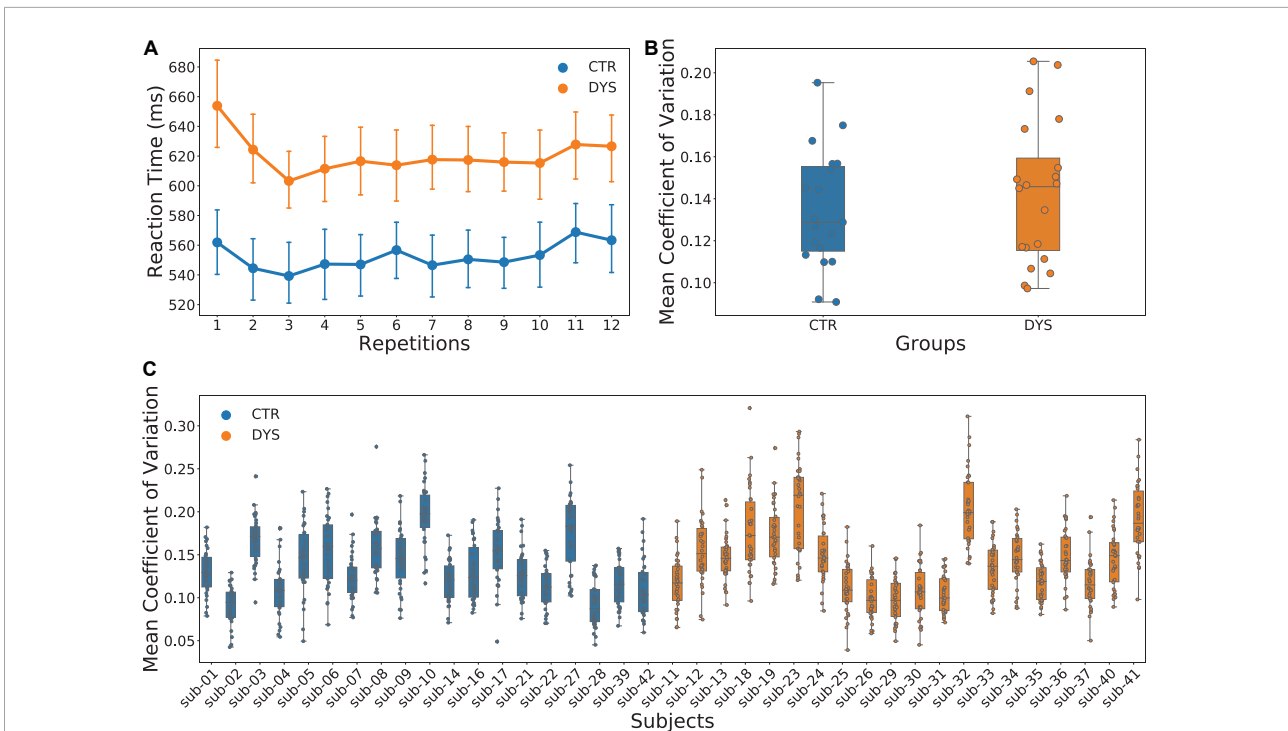 A
Reaction Time (ms)
680
660
640
620
600
580
560
540
520
CTR
DYS
1 2 3 4 5 6 7 8 9 10 11 12
Repetitions
B
Mean Coefficient of Variation
0.20
0.18
0.16
0.14
0.12
0.10
CTR DYS
Groups
C
Mean Coefficient of Variation
0.30
0.25
0.20
0.15
0.10
0.05
CTR
DYS
sub-01 sub-02 sub-03 sub-04 sub-05 sub-06 sub-07 sub-08 sub-09 sub-10 sub-14 sub-16 sub-17 sub-21 sub-22 sub-27 sub-28 sub-39 sub-42 sub-11 sub-12 sub-13 sub-18 sub-19 sub-23 sub-24 sub-25 sub-26 sub-29 sub-30 sub-31 sub-32 sub-33 sub-34 sub-35 sub-36 sub-37 sub-40 sub-41
Subjects